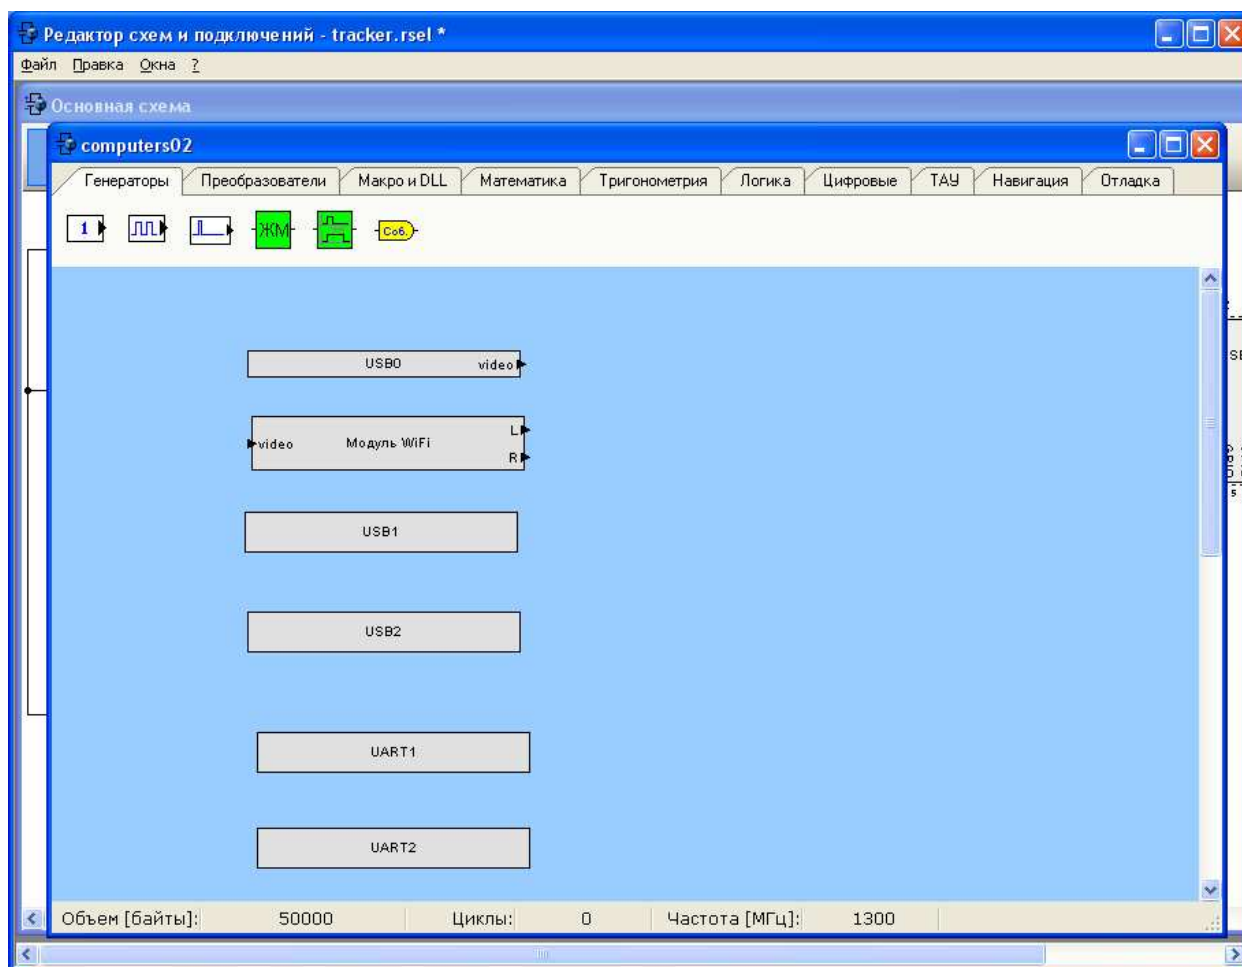 Редактор схем и подключений - tracker.rsel *
Файл Правка Окна ?
Основная схема
computers02
Генераторы Преобразователи Макро и DLL Математика Тригонометрия Логика Цифровые ТАУ Навигация Отладка
1 ЖМ Соб.
USB0 video
L
video Модуль WiFi
R
USB1
USB2
UART1
UART2
Объем [байты]: 50000 Циклы: 0 Частота [МГц]: 1300